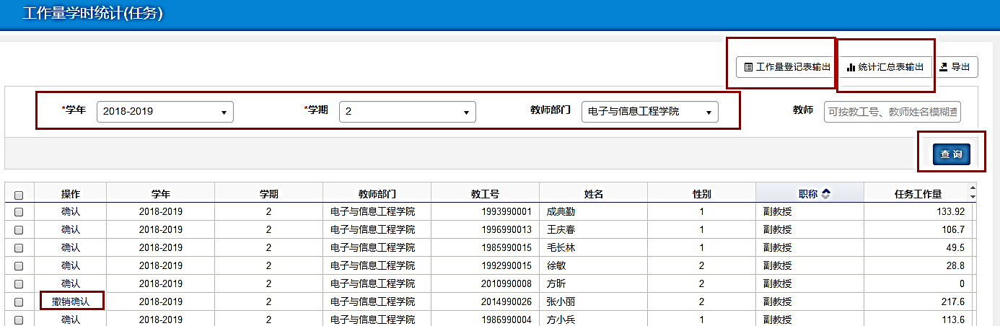 工作量学时统计(任务)
工作量登记表输出 统计汇总表输出 导出
*学年 2018-2019 *学期 2 教师部门 电子与信息工程学院 教师 可按教工号、教师姓名模糊查
查 询
操作 学年 学期 教师部门 教工号 姓名 性别 职称 任务工作量
确认 2018-2019 2 电子与信息工程学院 1993990001 成典勤 1 副教授 133.92
确认 2018-2019 2 电子与信息工程学院 1996990013 王庆春 1 副教授 106.7
确认 2018-2019 2 电子与信息工程学院 1985990015 毛长林 1 副教授 49.5
确认 2018-2019 2 电子与信息工程学院 1992990015 徐敏 2 副教授 28.8
确认 2018-2019 2 电子与信息工程学院 2010990008 方昕 2 副教授 0
撤销确认 2018-2019 2 电子与信息工程学院 2014990026 张小丽 2 副教授 217.6
确认 2018-2019 2 电子与信息工程学院 1986990004 方小兵 1 副教授 113.6